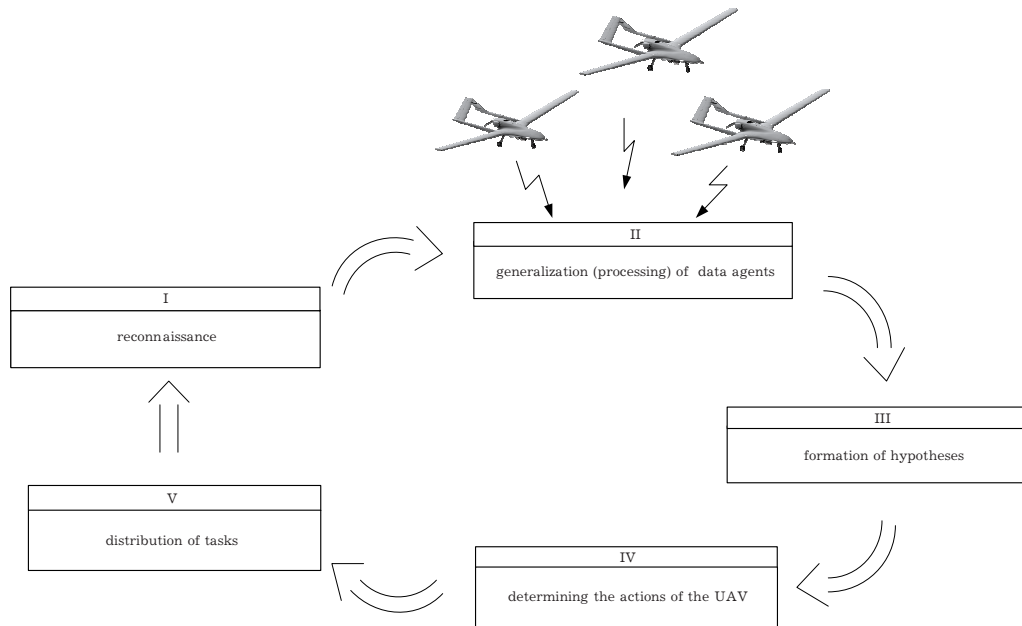 I
reconnaissance
II
generalization (processing) of data agents
III
formation of hypotheses
IV
determining the actions of the UAV
V
distribution of tasks